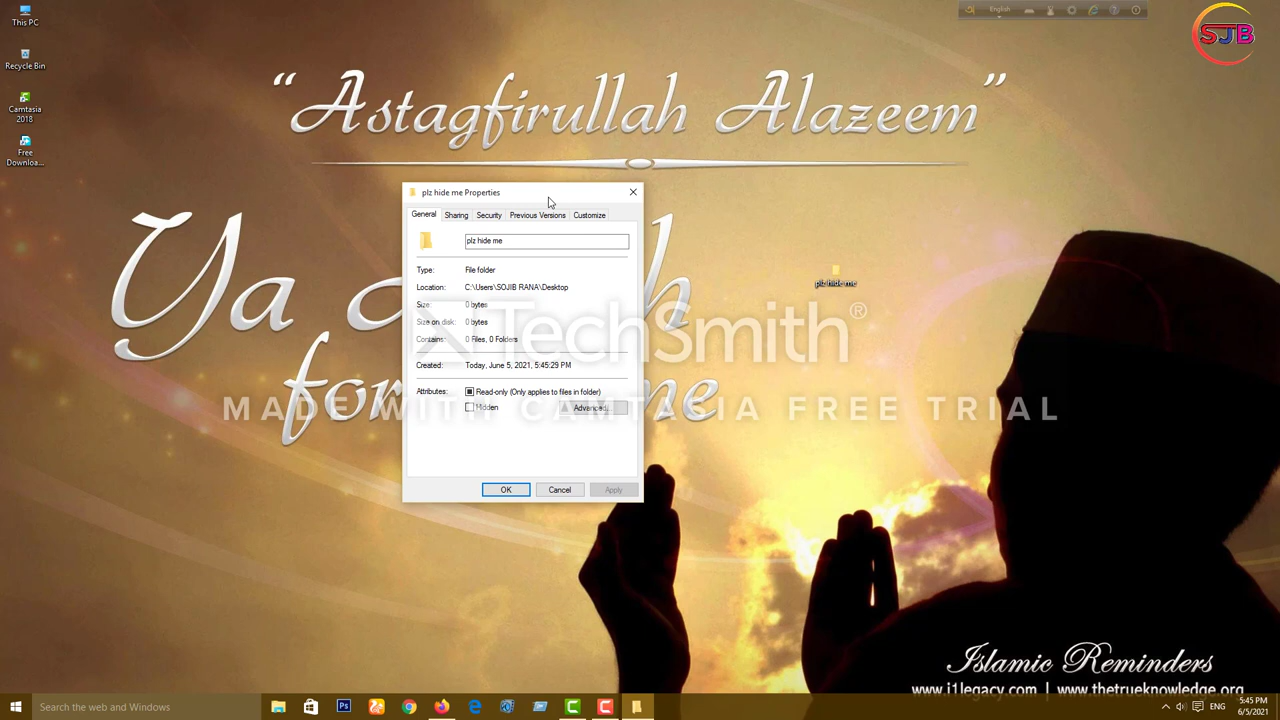 This PC
Recycle Bin
Camtasia
2018
Free
Downloa...
English
SJB
“Astagfirullah Alazeem”
Ya
for
me
plz hide me Properties
General
Sharing
Security
Previous Versions
Customize
plz hide me
Type: File folder
Location: C:\Users\SOJIB RANA\Desktop
Size: 0 bytes
Size on disk: 0 bytes
Contains: 0 Files, 0 Folders
Created: Today, June 5, 2021, 5:45:29 PM
Attributes: Read-only (Only applies to files in folder)
Hidden
Advanced...
OK
Cancel
Apply
plz hide me
TechSmith®
MADE WITH CAMTASIA FREE TRIAL
Islamic Reminders
www.i1legacy.com | www.thetrueknowledge.org
Search the web and Windows
Ps
ENG
5:45 PM
6/5/2021